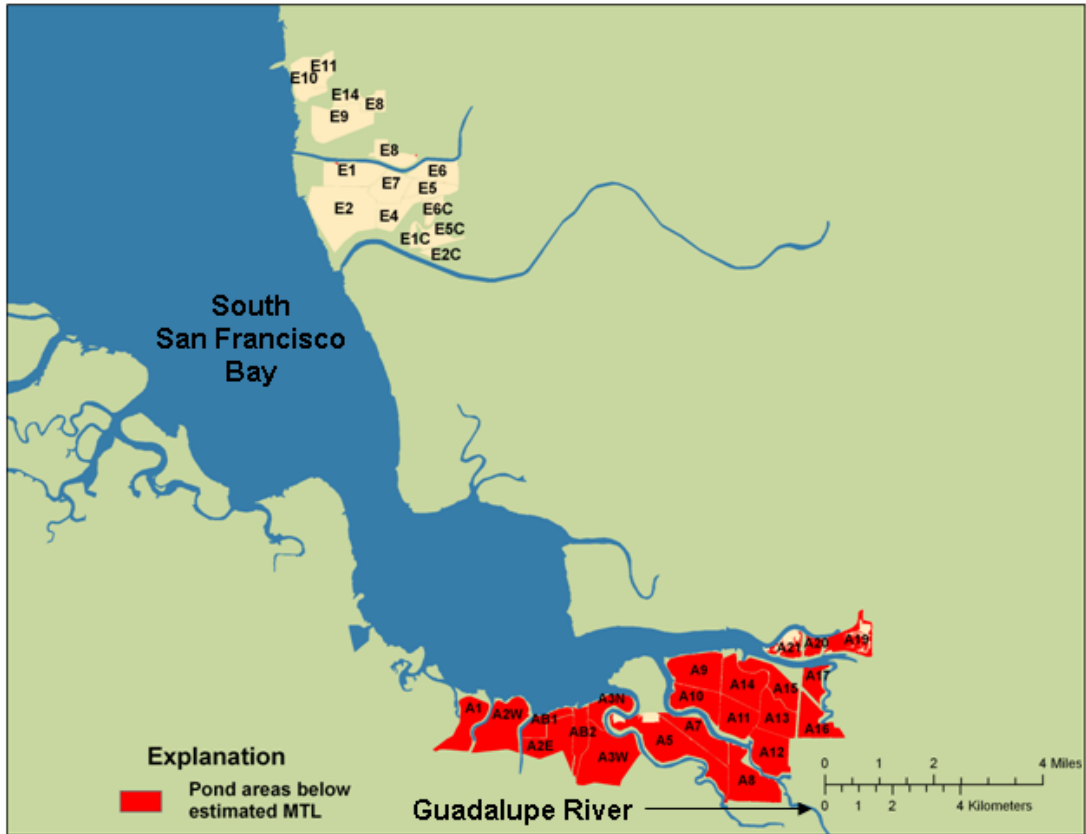 E11
E10
E14
E8
E9
E8
E1
E6
E7
E5
E2
E4
E6C
E5C
E1C
E2C
South
San Francisco
Bay
A21
A20
A19
A9
A14
A17
A15
A10
A3N
A1
A2W
AB1
A7
A11
A13
A16
AB2
A5
A2E
A3W
A12
A8
Explanation
Pond areas below
estimated MTL
0 1 2 4 Miles
0 1 2 4 Kilometers
Guadalupe River